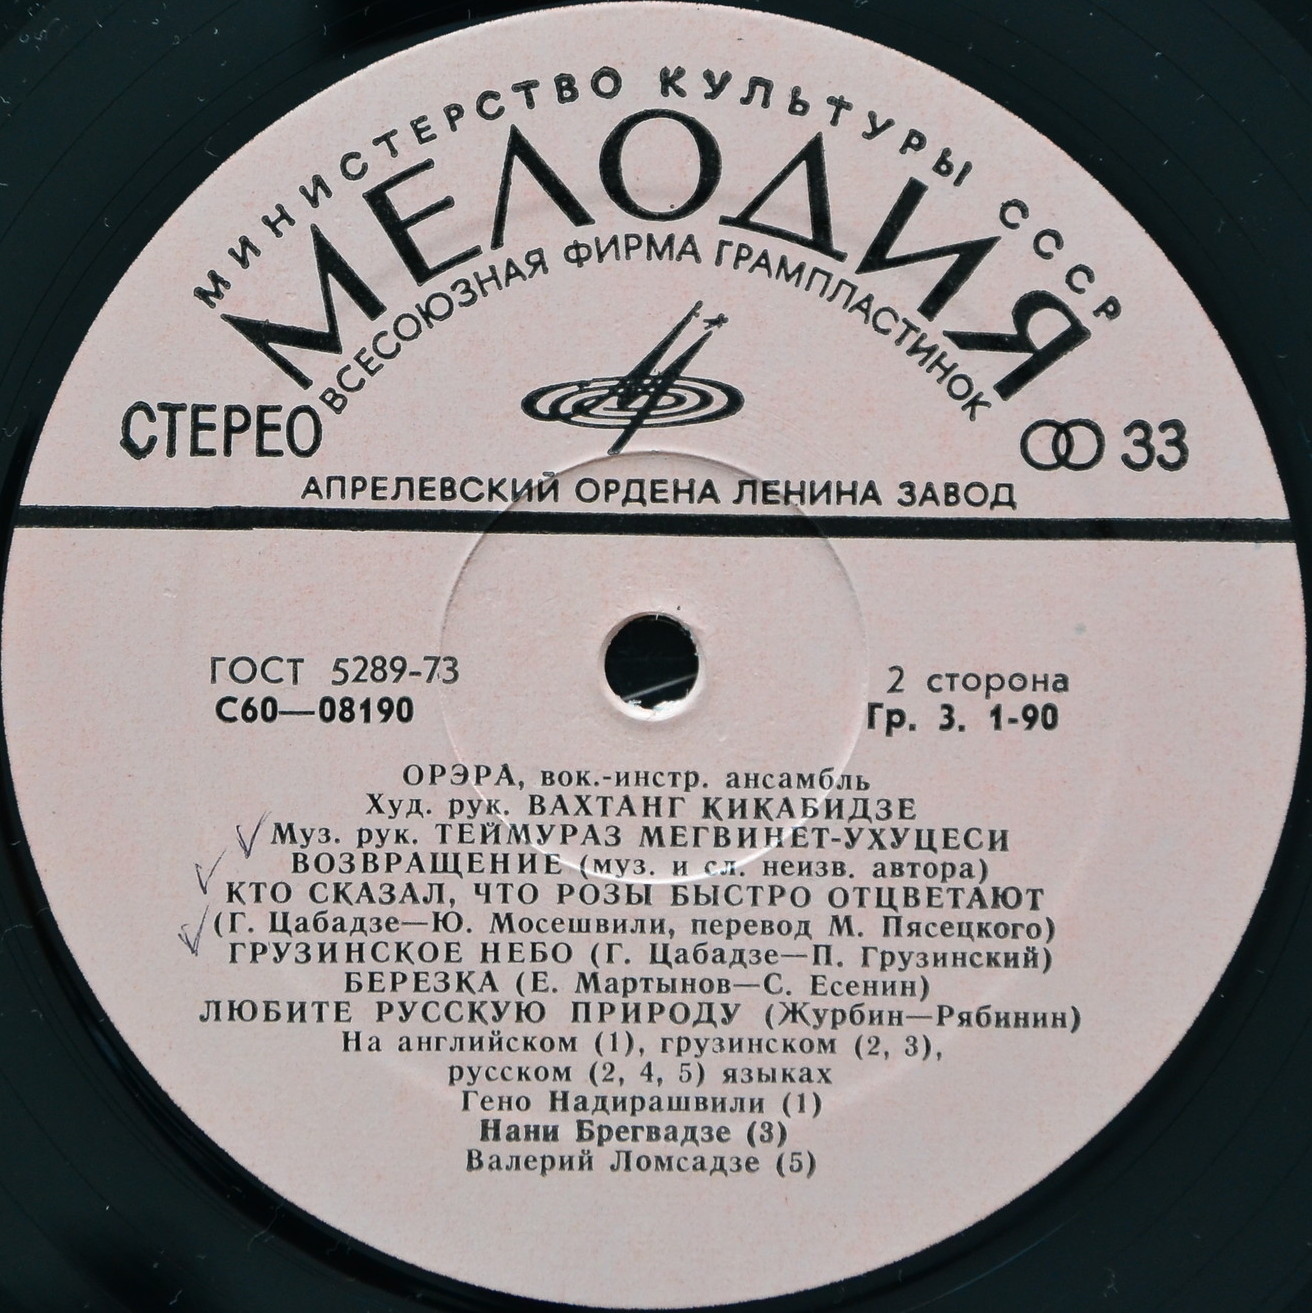 МИНИСТЕРСТВО КУЛЬТУРЫ СССР
МЕЛОДИЯ
ВСЕСОЮЗНАЯ ФИРМА ГРАМПЛАСТИНОК
СТЕРЕО 33
АПРЕЛЕВСКИЙ ОРДЕНА ЛЕНИНА ЗАВОД
ГОСТ 5289-73 2 сторона
С60—08190 Гр. 3. 1-90
ОРЭРА, вок.-инстр. ансамбль
Худ. рук. ВАХТАНГ КИКАБИДЗЕ
Муз. рук. ТЕЙМУРАЗ МЕГВИНЕТ-УХУЦЕСИ
ВОЗВРАЩЕНИЕ (муз. и сл. неизв. автора)
КТО СКАЗАЛ, ЧТО РОЗЫ БЫСТРО ОТЦВЕТАЮТ
(Г. Цабадзе—Ю. Мосешвили, перевод М. Пясецкого)
ГРУЗИНСКОЕ НЕБО (Г. Цабадзе—П. Грузинский)
БЕРЕЗКА (Е. Мартынов—С. Есенин)
ЛЮБИТЕ РУССКУЮ ПРИРОДУ (Журбин—Рябинин)
На английском (1), грузинском (2, 3),
русском (2, 4, 5) языках
Гено Надирашвили (1)
Нани Брегвадзе (3)
Валерий Ломсадзе (5)